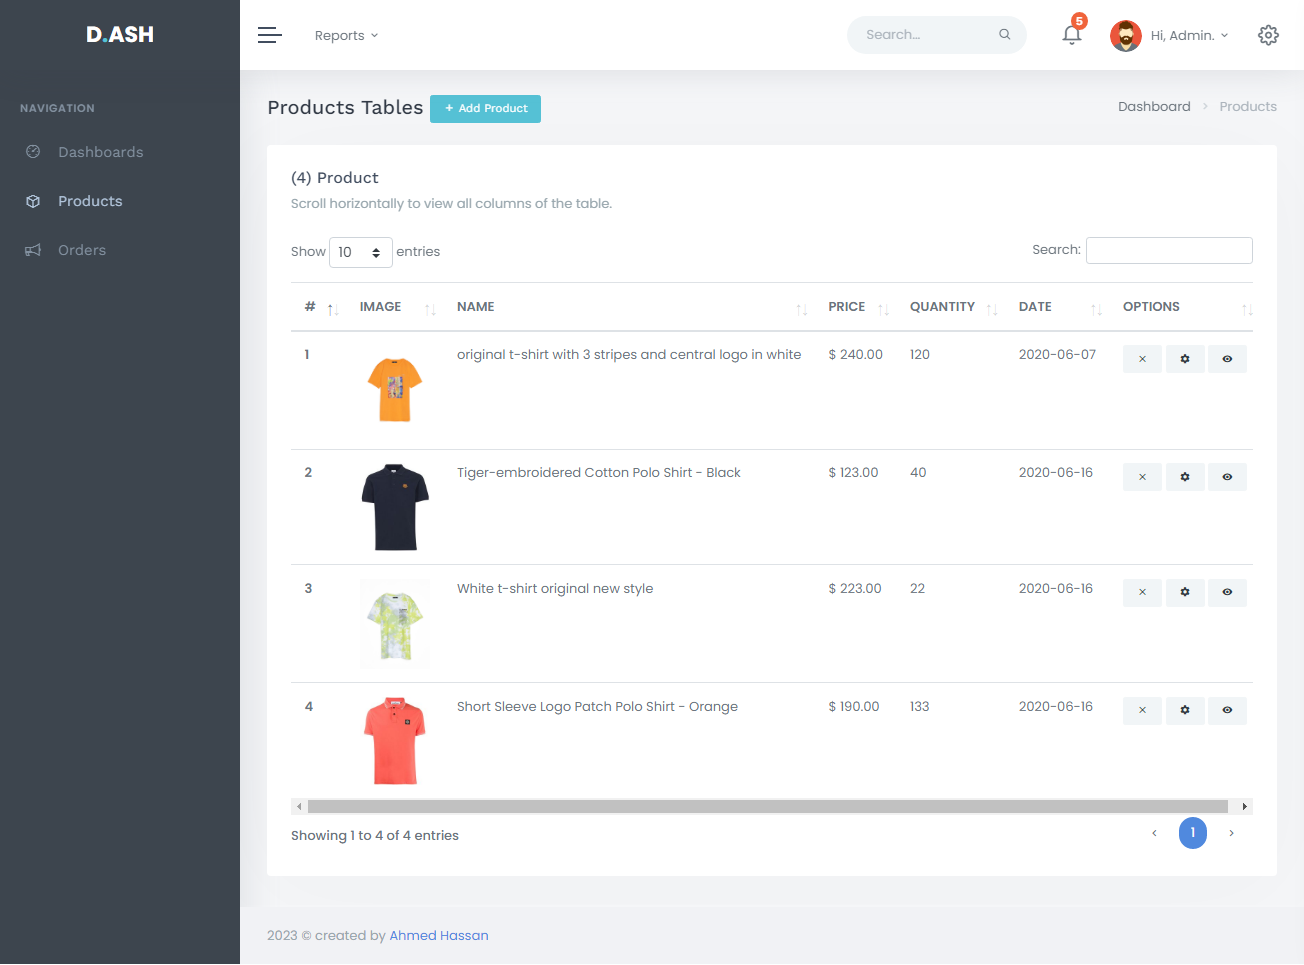 D.ASH
Reports
Search...
5
Hi, Admin.
NAVIGATION
Dashboards
Products
Orders
Products Tables
+ Add Product
Dashboard > Products
(4) Product
Scroll horizontally to view all columns of the table.
Show 10 entries
Search:
# IMAGE NAME PRICE QUANTITY DATE OPTIONS
1 original t-shirt with 3 stripes and central logo in white $ 240.00 120 2020-06-07
2 Tiger-embroidered Cotton Polo Shirt - Black $ 123.00 40 2020-06-16
3 White t-shirt original new style $ 223.00 22 2020-06-16
4 Short Sleeve Logo Patch Polo Shirt - Orange $ 190.00 133 2020-06-16
Showing 1 to 4 of 4 entries
‹ 1 ›
2023 © created by Ahmed Hassan